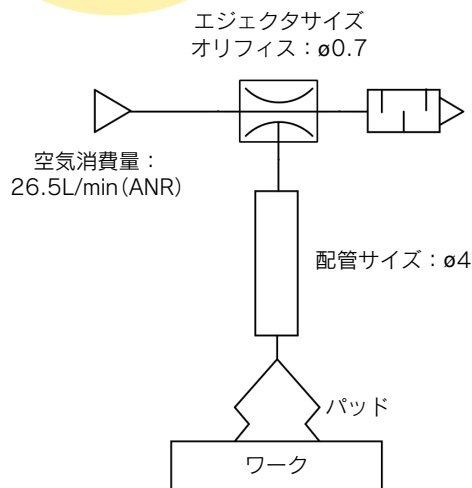 エジェクタサイズ
オリフィス：ø0.7
空気消費量：
26.5L/min(ANR)
配管サイズ：ø4
パッド
ワーク